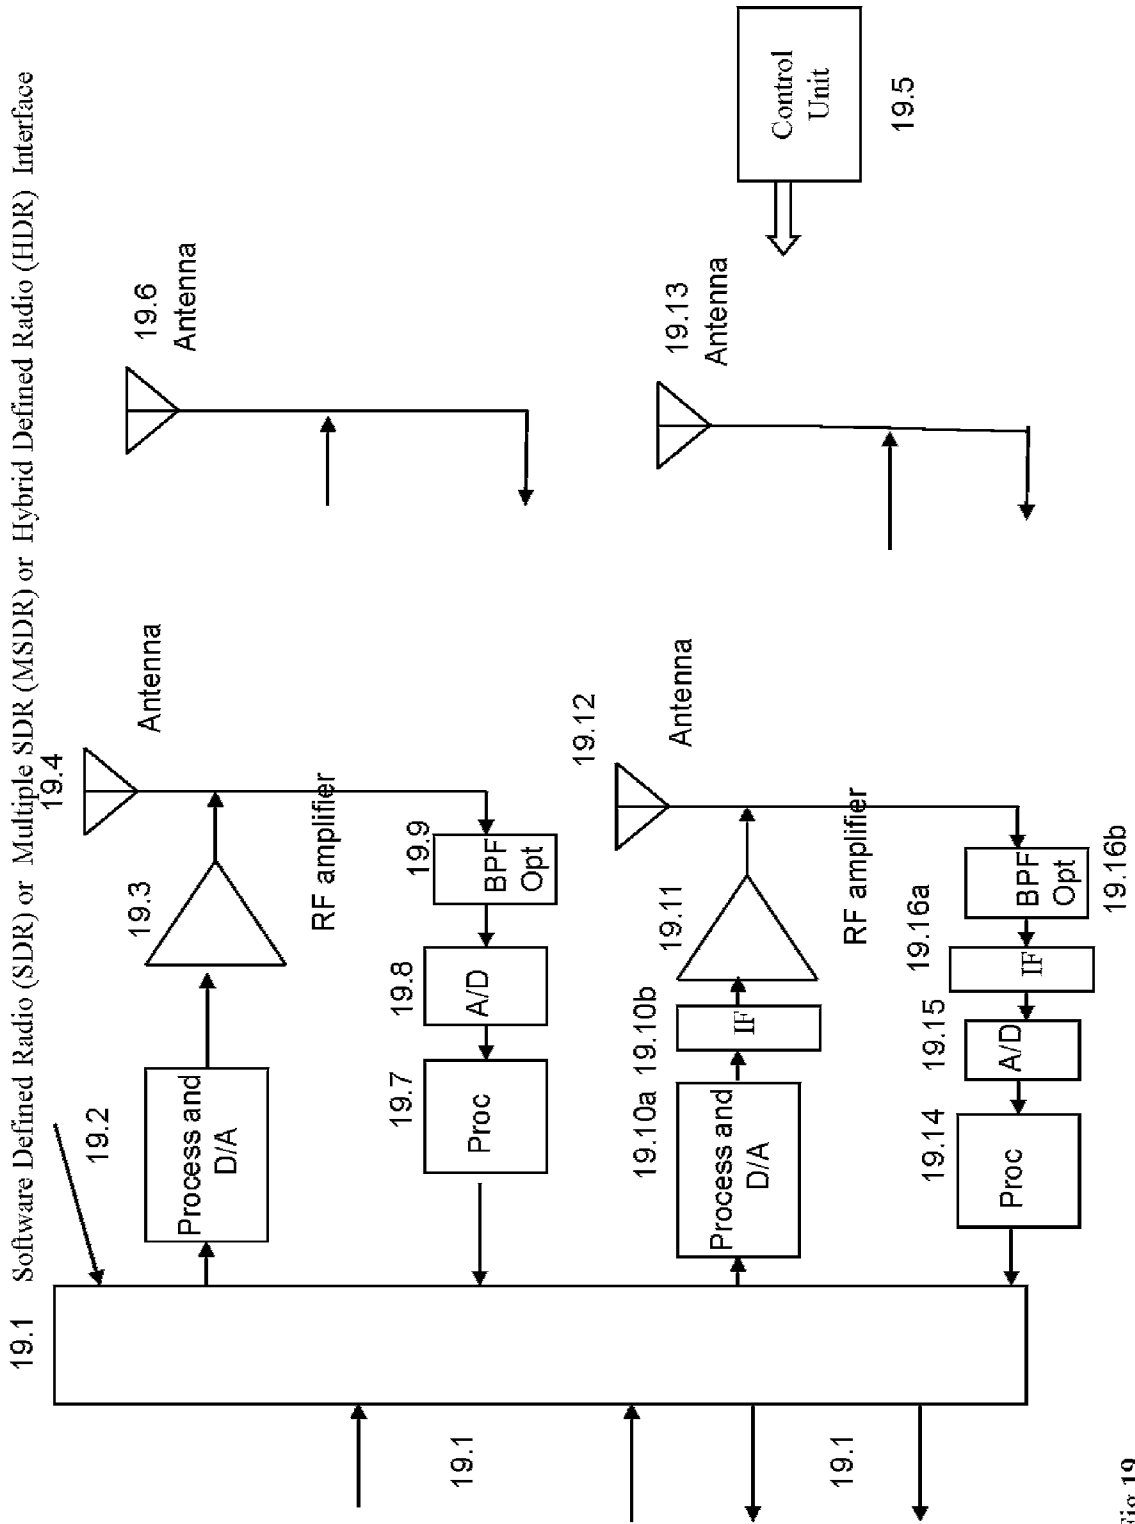 19.1 Software Defined Radio (SDR) or Multiple SDR (MSDR) or Hybrid Defined Radio (HDR) Interface
19.4
Antenna
19.6
Antenna
19.2
Process and
D/A
19.3
RF amplifier
19.7
Proc
19.8
A/D
19.9
BPF
Opt
19.1
19.12
Antenna
19.13
Antenna
19.10a
Process and
D/A
19.10b
IF
19.11
RF amplifier
19.1
19.14
Proc
19.15
A/D
19.16a
IF
BPF
Opt
19.16b
Control
Unit
19.5
Fig 19